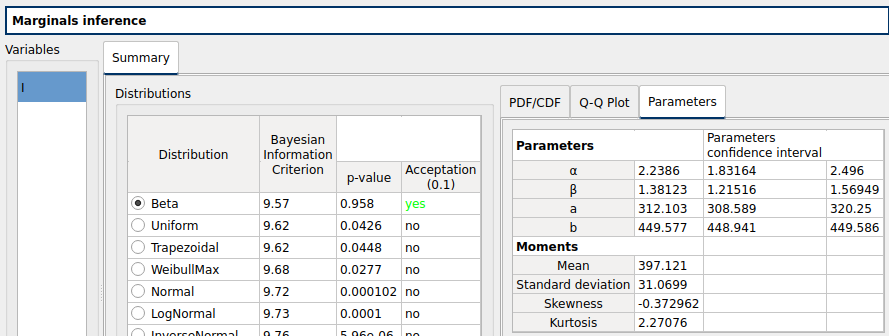 Marginals inference
Variables
I
Summary
Distributions
Distribution Bayesian Information Criterion p-value Acceptation (0.1)
Beta 9.57 0.958 yes
Uniform 9.62 0.0426 no
Trapezoidal 9.62 0.0448 no
WeibullMax 9.68 0.0277 no
Normal 9.72 0.000102 no
LogNormal 9.73 0.0001 no
InverseNormal 9.76 5.96e-06 no
PDF/CDF Q-Q Plot Parameters
Parameters Parameters confidence interval
α 2.2386 1.83164 2.496
β 1.38123 1.21516 1.56949
a 312.103 308.589 320.25
b 449.577 448.941 449.586
Moments
Mean 397.121
Standard deviation 31.0699
Skewness -0.372962
Kurtosis 2.27076